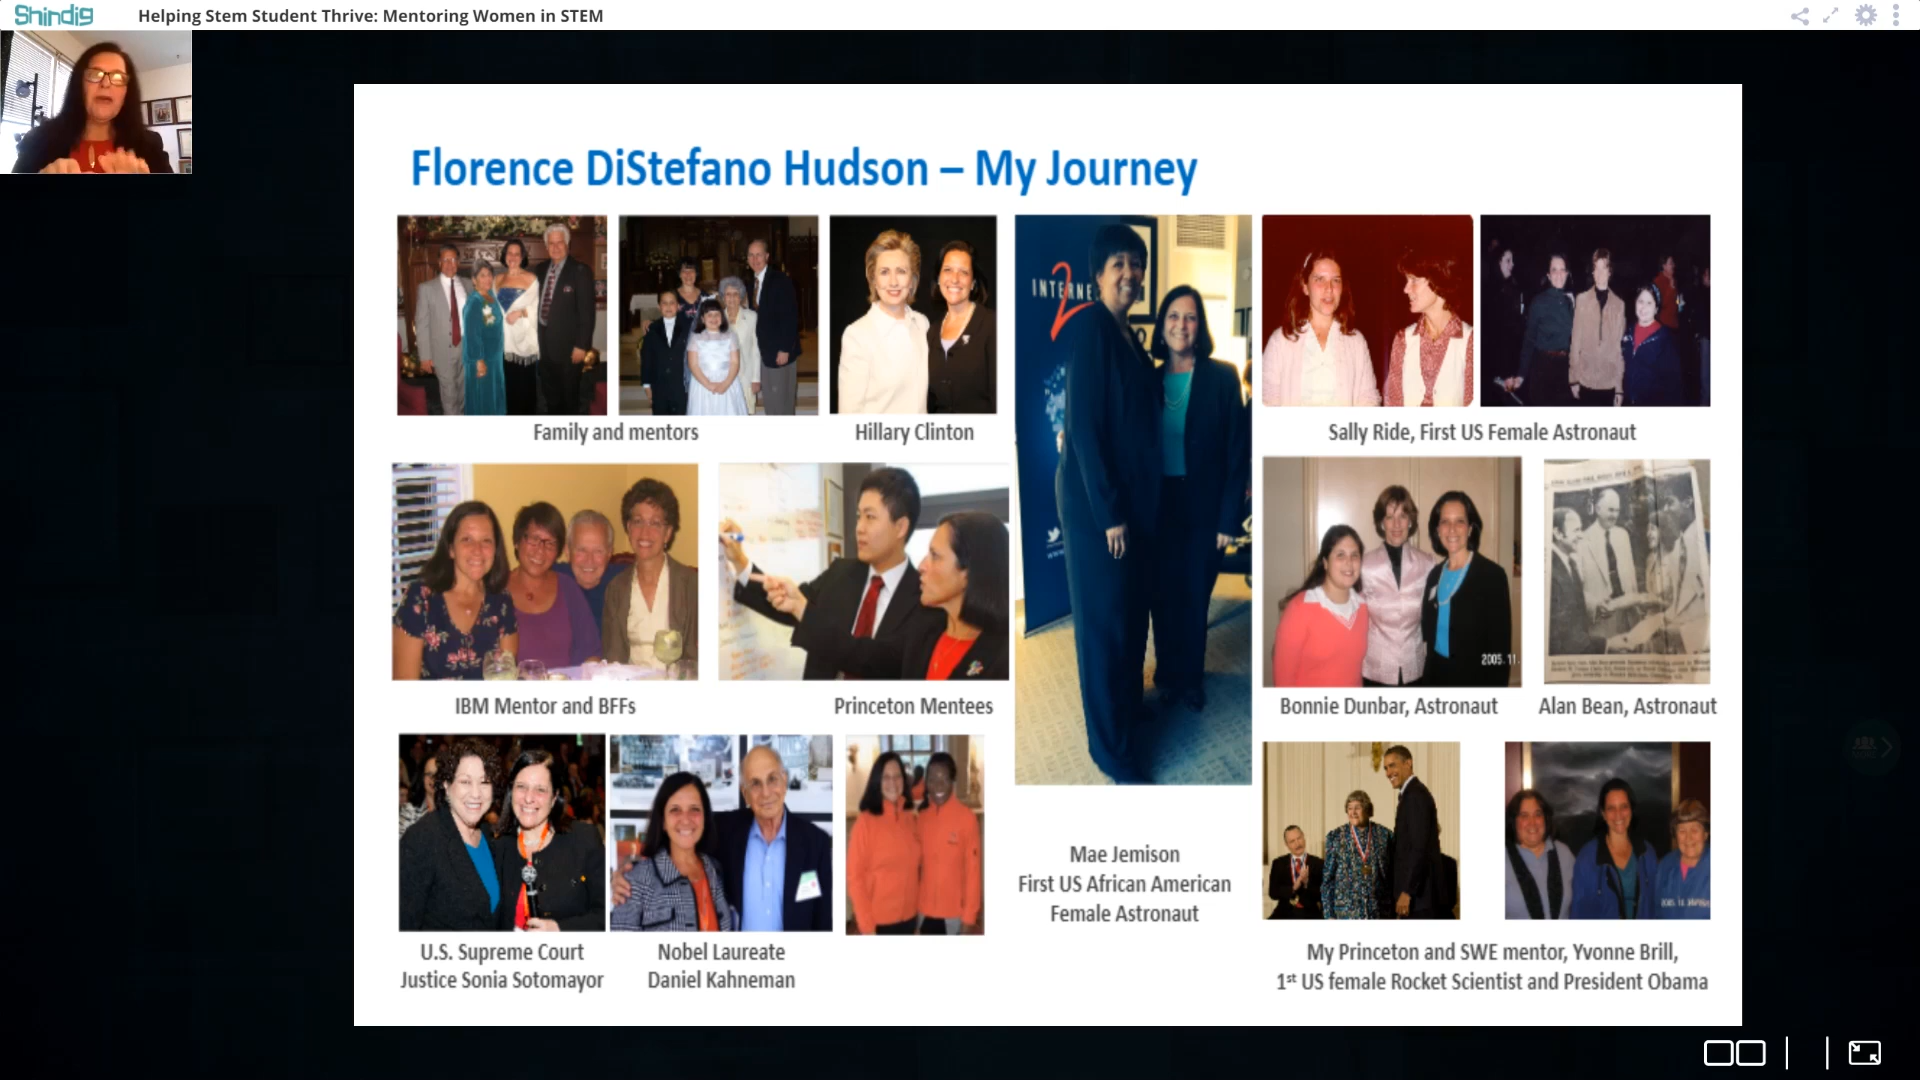 Shindig
Helping Stem Student Thrive: Mentoring Women in STEM
Florence DiStefano Hudson – My Journey
INTERNE
2
Family and mentors
Hillary Clinton
Sally Ride, First US Female Astronaut
2005.11.
IBM Mentor and BFFs
Princeton Mentees
Bonnie Dunbar, Astronaut
Alan Bean, Astronaut
Mae Jemison
First US African American
Female Astronaut
U.S. Supreme Court
Justice Sonia Sotomayor
Nobel Laureate
Daniel Kahneman
My Princeton and SWE mentor, Yvonne Brill,
1st US female Rocket Scientist and President Obama